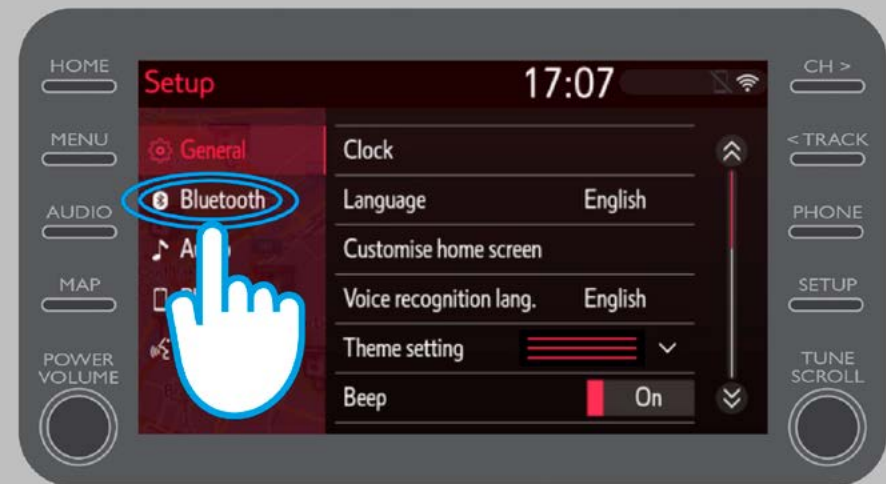 HOME
MENU
AUDIO
MAP
POWER
VOLUME
Setup 17:07
General
Bluetooth
Clock
Language English
Customise home screen
Voice recognition lang. English
Theme setting
Beep On
CH >
< TRACK
PHONE
SETUP
TUNE
SCROLL